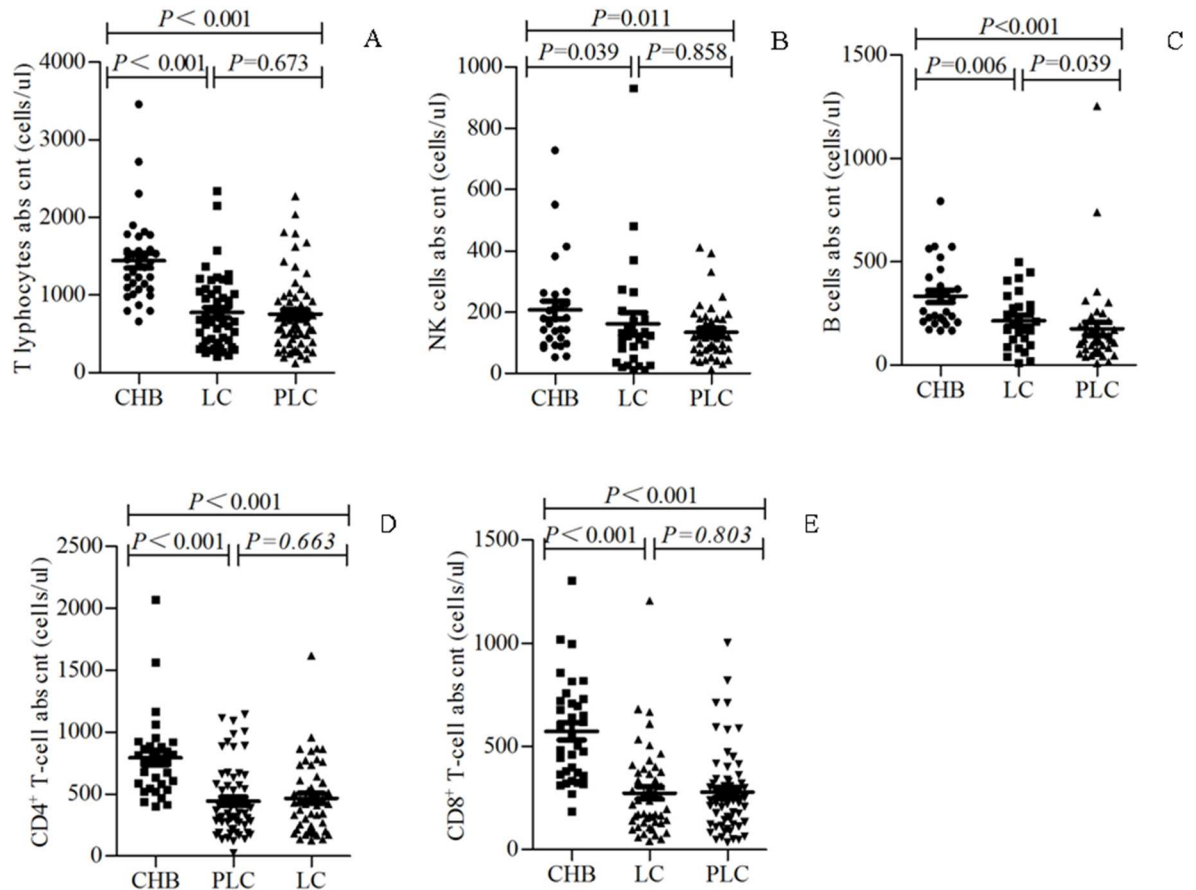 P< 0.001
A
P< 0.001
P=0.673
T lyphocytes abs cnt (cells/ul)
4000
3000
2000
1000
0
CHB
LC
PLC
P=0.011
B
P=0.039
P=0.858
NK cells abs cnt (cells/ul)
1000
800
600
400
200
0
CHB
LC
PLC
P<0.001
C
P=0.006
P=0.039
B cells abs cnt (cells/ul)
1500
1000
500
0
CHB
LC
PLC
P< 0.001
D
P< 0.001
P=0.663
CD4⁺ T-cell abs cnt (cells/ul)
2500
2000
1500
1000
500
0
CHB
PLC
LC
P< 0.001
E
P< 0.001
P=0.803
CD8⁺ T-cell abs cnt (cells/ul)
1500
1000
500
0
CHB
LC
PLC